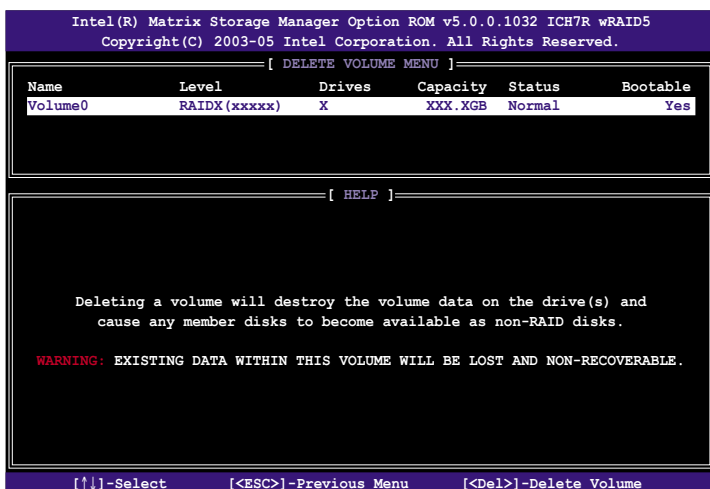 Intel(R) Matrix Storage Manager Option ROM v5.0.0.1032 ICH7R wRAID5
Copyright(C) 2003-05 Intel Corporation. All Rights Reserved.
[ DELETE VOLUME MENU ]
Name Level Drives Capacity Status Bootable
Volume0 RAIDX(xxxxx) X XXX.XGB Normal Yes
[ HELP ]
Deleting a volume will destroy the volume data on the drive(s) and
cause any member disks to become available as non-RAID disks.
WARNING: EXISTING DATA WITHIN THIS VOLUME WILL BE LOST AND NON-RECOVERABLE.
[↑↓]-Select [<ESC>]-Previous Menu [<Del>]-Delete Volume